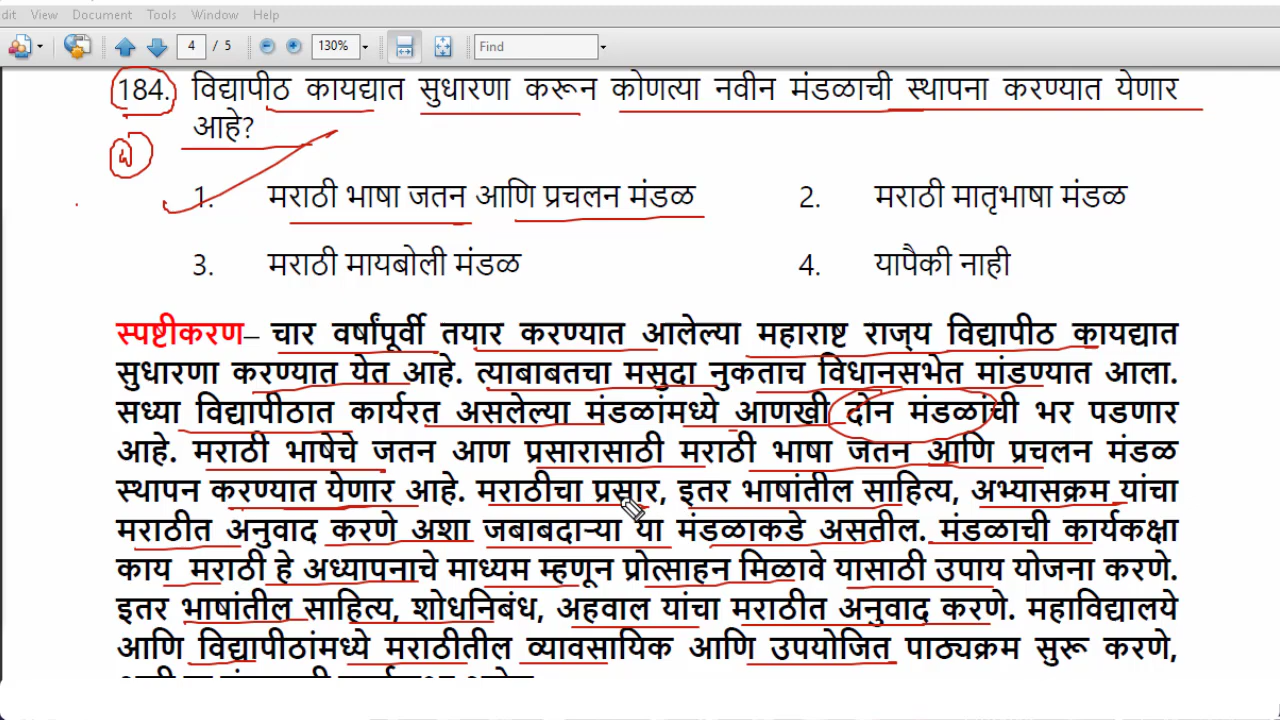 dit View Document Tools Window Help
4 / 5 130% Find
184. विद्यापीठ कायद्यात सुधारणा करून कोणत्या नवीन मंडळाची स्थापना करण्यात येणार
आहे?
1. मराठी भाषा जतन आणि प्रचलन मंडळ 2. मराठी मातृभाषा मंडळ
3. मराठी मायबोली मंडळ 4. यापैकी नाही
स्पष्टीकरण– चार वर्षांपूर्वी तयार करण्यात आलेल्या महाराष्ट्र राज्य विद्यापीठ कायद्यात
सुधारणा करण्यात येत आहे. त्याबाबतचा मसुदा नुकताच विधानसभेत मांडण्यात आला.
सध्या विद्यापीठात कार्यरत असलेल्या मंडळांमध्ये आणखी दोन मंडळांची भर पडणार
आहे. मराठी भाषेचे जतन आण प्रसारासाठी मराठी भाषा जतन आणि प्रचलन मंडळ
स्थापन करण्यात येणार आहे. मराठीचा प्रसार, इतर भाषांतील साहित्य, अभ्यासक्रम यांचा
मराठीत अनुवाद करणे अशा जबाबदाऱ्या या मंडळाकडे असतील. मंडळाची कार्यकक्षा
काय मराठी हे अध्यापनाचे माध्यम म्हणून प्रोत्साहन मिळावे यासाठी उपाय योजना करणे.
इतर भाषांतील साहित्य, शोधनिबंध, अहवाल यांचा मराठीत अनुवाद करणे. महाविद्यालये
आणि विद्यापीठांमध्ये मराठीतील व्यावसायिक आणि उपयोजित पाठ्यक्रम सुरू करणे,